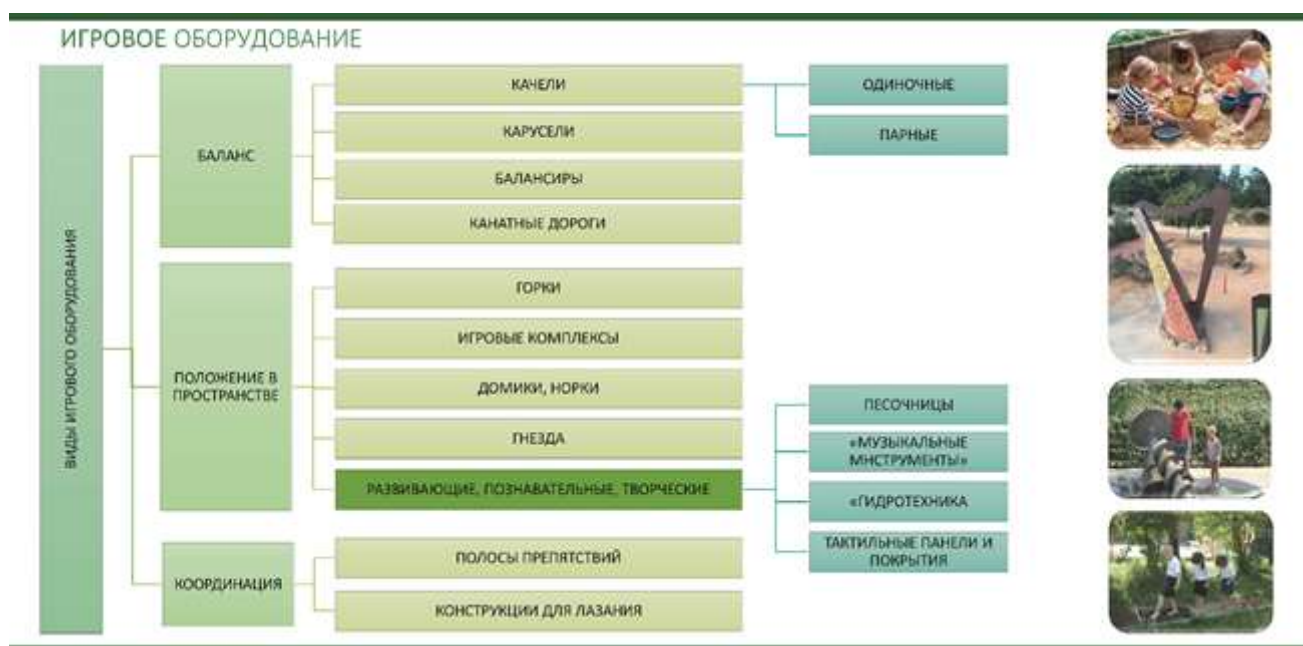 ИГРОВОЕ ОБОРУДОВАНИЕ
ВИДЫ ИГРОВОГО ОБОРУДОВАНИЯ
БАЛАНС
КАЧЕЛИ
ОДИНОЧНЫЕ
ПАРНЫЕ
КАРУСЕЛИ
БАЛАНСИРЫ
КАНАТНЫЕ ДОРОГИ
ПОЛОЖЕНИЕ В
ПРОСТРАНСТВЕ
ГОРКИ
ИГРОВЫЕ КОМПЛЕКСЫ
ДОМИКИ, НОРКИ
ГНЕЗДА
РАЗВИВАЮЩИЕ, ПОЗНАВАТЕЛЬНЫЕ, ТВОРЧЕСКИЕ
ПЕСОЧНИЦЫ
«МУЗЫКАЛЬНЫЕ
МНСТРУМЕНТЫ»
«ГИДРОТЕХНИКА
ТАКТИЛЬНЫЕ ПАНЕЛИ И
ПОКРЫТИЯ
КООРДИНАЦИЯ
ПОЛОСЫ ПРЕПЯТСТВИЙ
КОНСТРУКЦИИ ДЛЯ ЛАЗАНИЯ